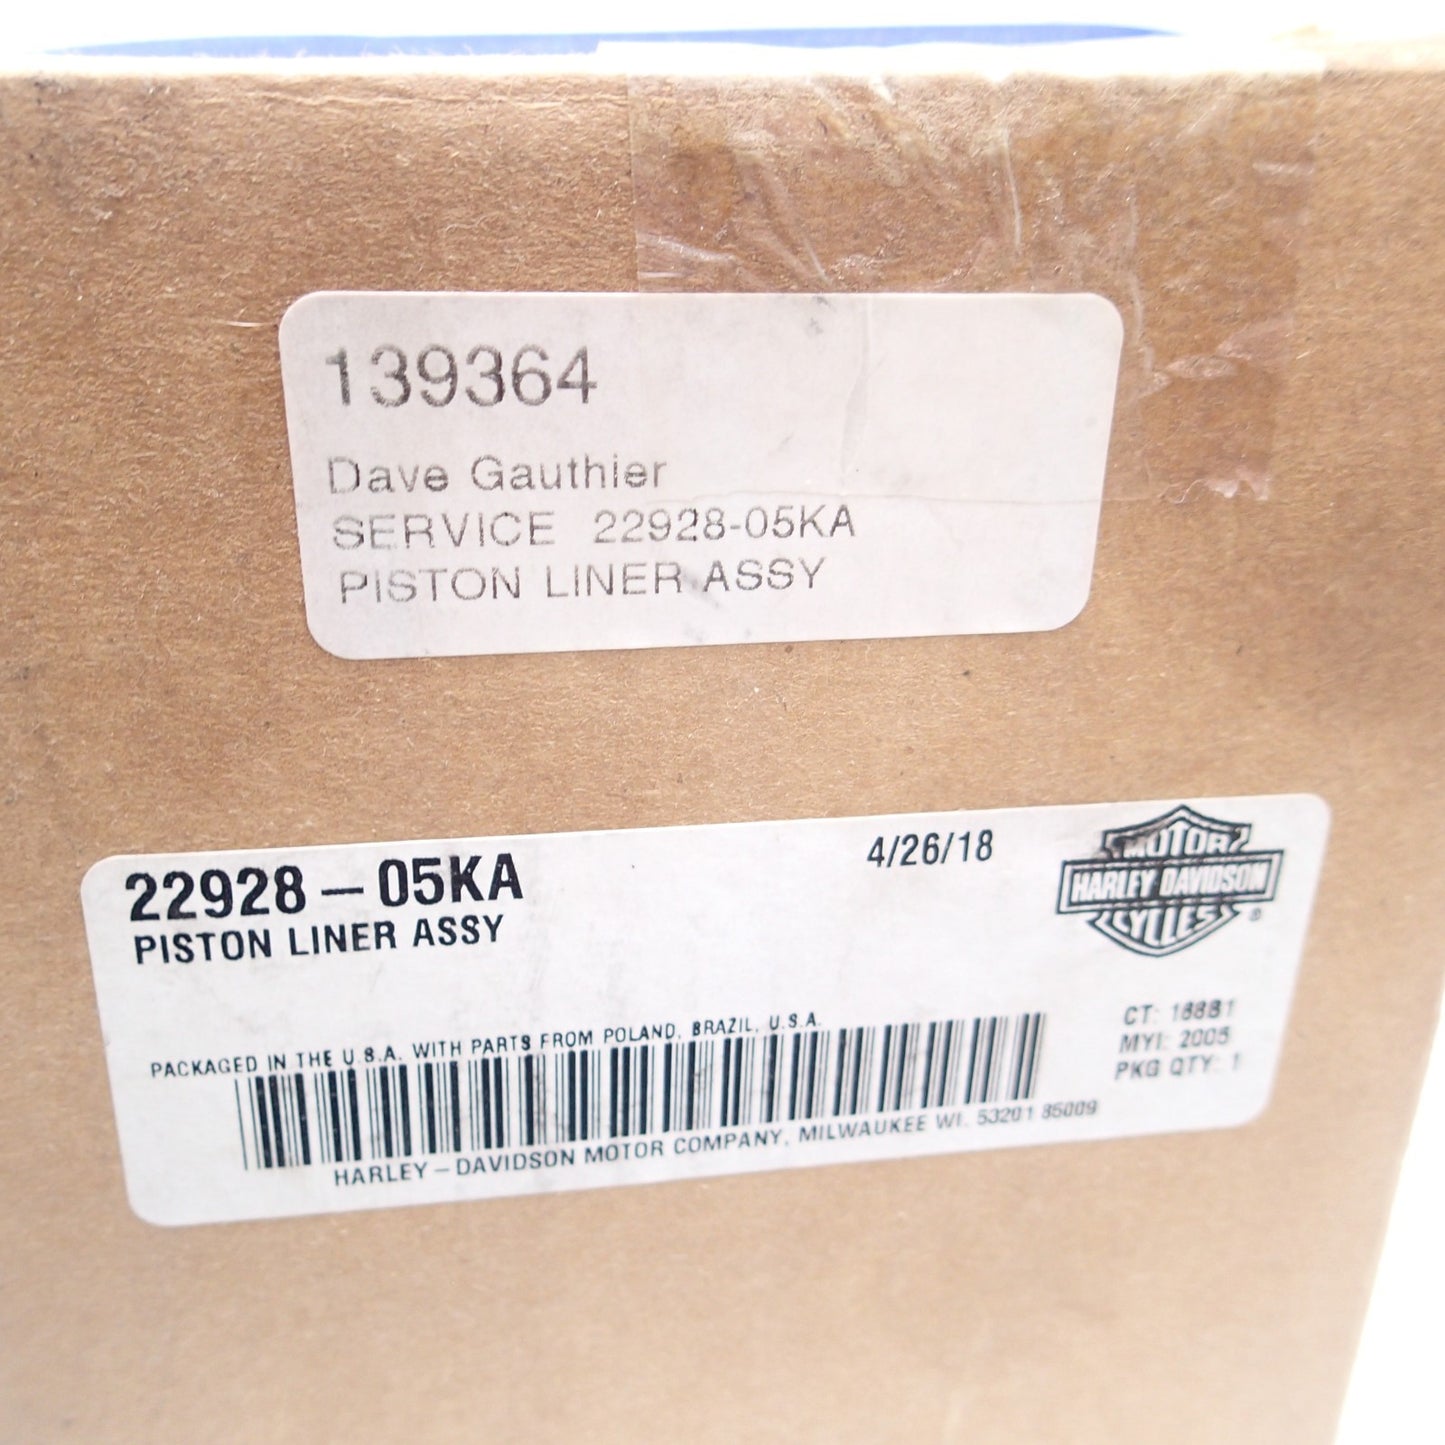 139364
Dave Gauthier
SERVICE 22928-05KA
PISTON LINER ASSY
22928-05KA
PISTON LINER ASSY
4/26/18
MOTOR
HARLEY-DAVIDSON
CYCLES
®
PACKAGED IN THE U.S.A. WITH PARTS FROM POLAND, BRAZIL, U.S.A.
CT: 188B1
MYI: 2005
PKG QTY: 1
HARLEY-DAVIDSON MOTOR COMPANY, MILWAUKEE WI. 53201 85009